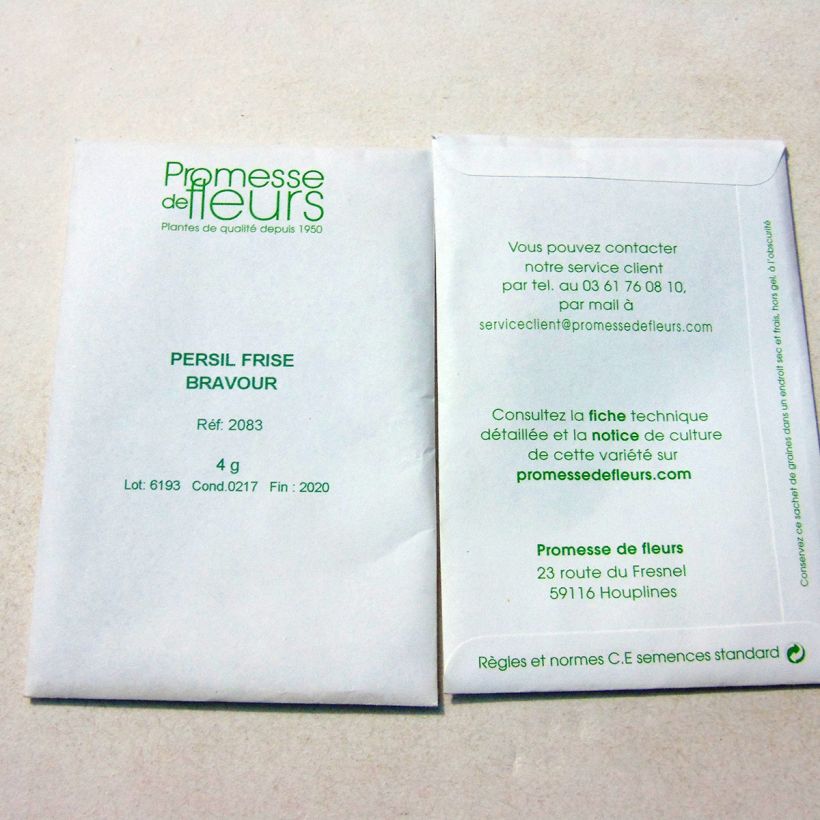 Promesse
de fleurs
Plantes de qualité depuis 1950
PERSIL FRISE
BRAVOUR
Réf: 2083
4 g
Lot: 6193 Cond.0217 Fin : 2020
Vous pouvez contacter
notre service client
par tel. au 03 61 76 08 10,
par mail à
serviceclient@promessedefleurs.com
Consultez la fiche technique
détaillée et la notice de culture
de cette variété sur
promessedefleurs.com
Promesse de fleurs
23 route du Fresnel
59116 Houplines
Règles et normes C.E semences standard
Conservez ce sachet de graines dans un endroit sec et frais, hors gel, à l'obscurité